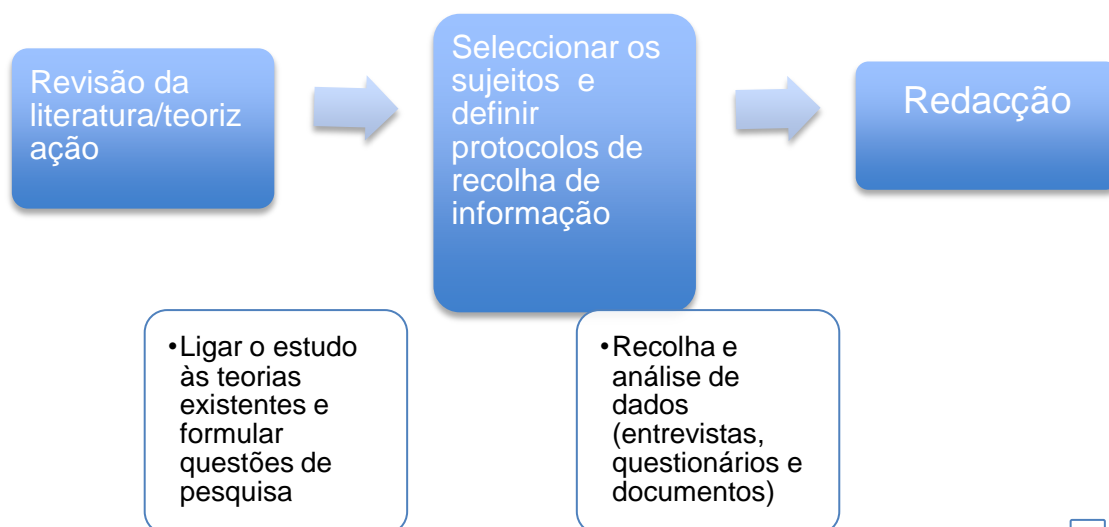 Revisão da
literatura/teoriz
ação
Seleccionar os
sujeitos e
definir
protocolos de
recolha de
informação
Redacção
•Ligar o estudo
às teorias
existentes e
formular
questões de
pesquisa
•Recolha e
análise de
dados
(entrevistas,
questionários e
documentos)